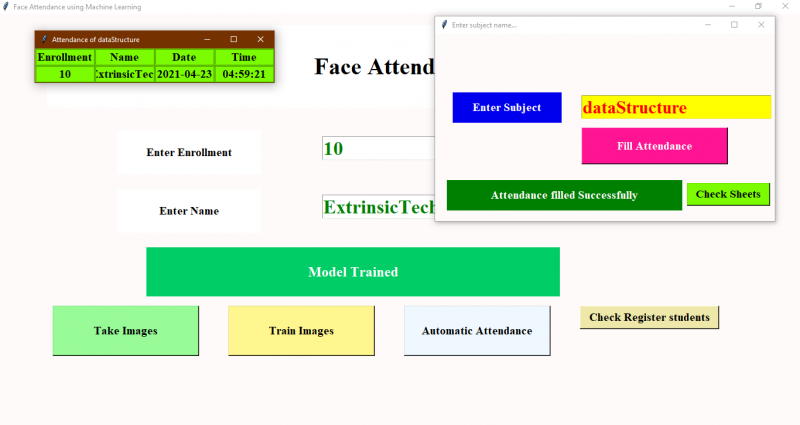 Face Attendance using Machine Learning
Attendance of dataStructure
Enrollment Name Date Time
10 ExtrinsicTec 2021-04-23 04:59:21
Face Attend
Enter subject name...
Enter Subject
dataStructure
Fill Attendance
Attendance filled Successfully
Check Sheets
Enter Enrollment
10
Enter Name
ExtrinsicTech
Model Trained
Take Images
Train Images
Automatic Attendance
Check Register students